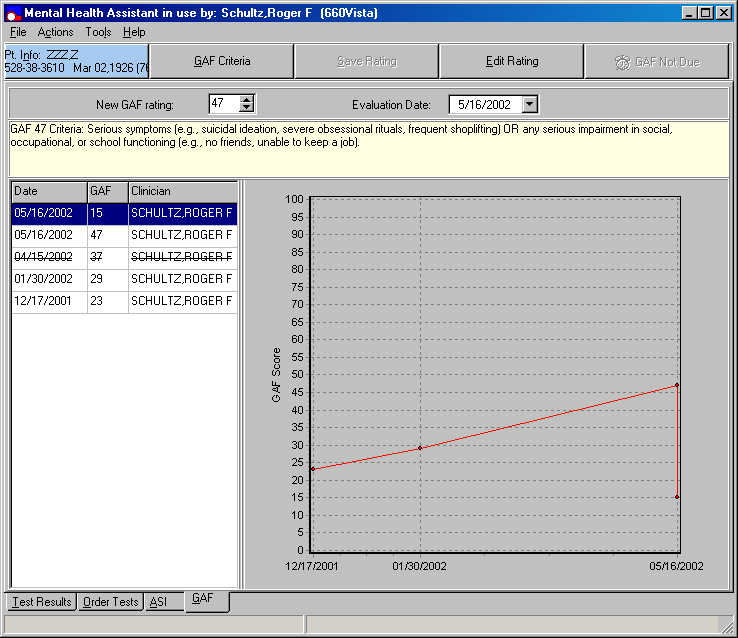 Mental Health Assistant in use by: Schultz,Roger F (660Vista)
File Actions Tools Help
Pt. Info: ZZZZ
528-38-3610 Mar 02,1926 (76
GAF Criteria Save Rating Edit Rating GAF Not Due
New GAF rating: 47 Evaluation Date: 5/16/2002
GAF 47 Criteria: Serious symptoms (e.g., suicidal ideation, severe obsessional rituals, frequent shoplifting) OR any serious impairment in social,
occupational, or school functioning (e.g., no friends, unable to keep a job).
Date GAF Clinician
05/16/2002 15 SCHULTZ,ROGER F
05/16/2002 47 SCHULTZ,ROGER F
04/15/2002 37 SCHULTZ,ROGER F
01/30/2002 29 SCHULTZ,ROGER F
12/17/2001 23 SCHULTZ,ROGER F
GAF Score
100
95
90
85
80
75
70
65
60
55
50
45
40
35
30
25
20
15
10
5
0
12/17/2001 01/30/2002 05/16/2002
Test Results Order Tests ASI GAF